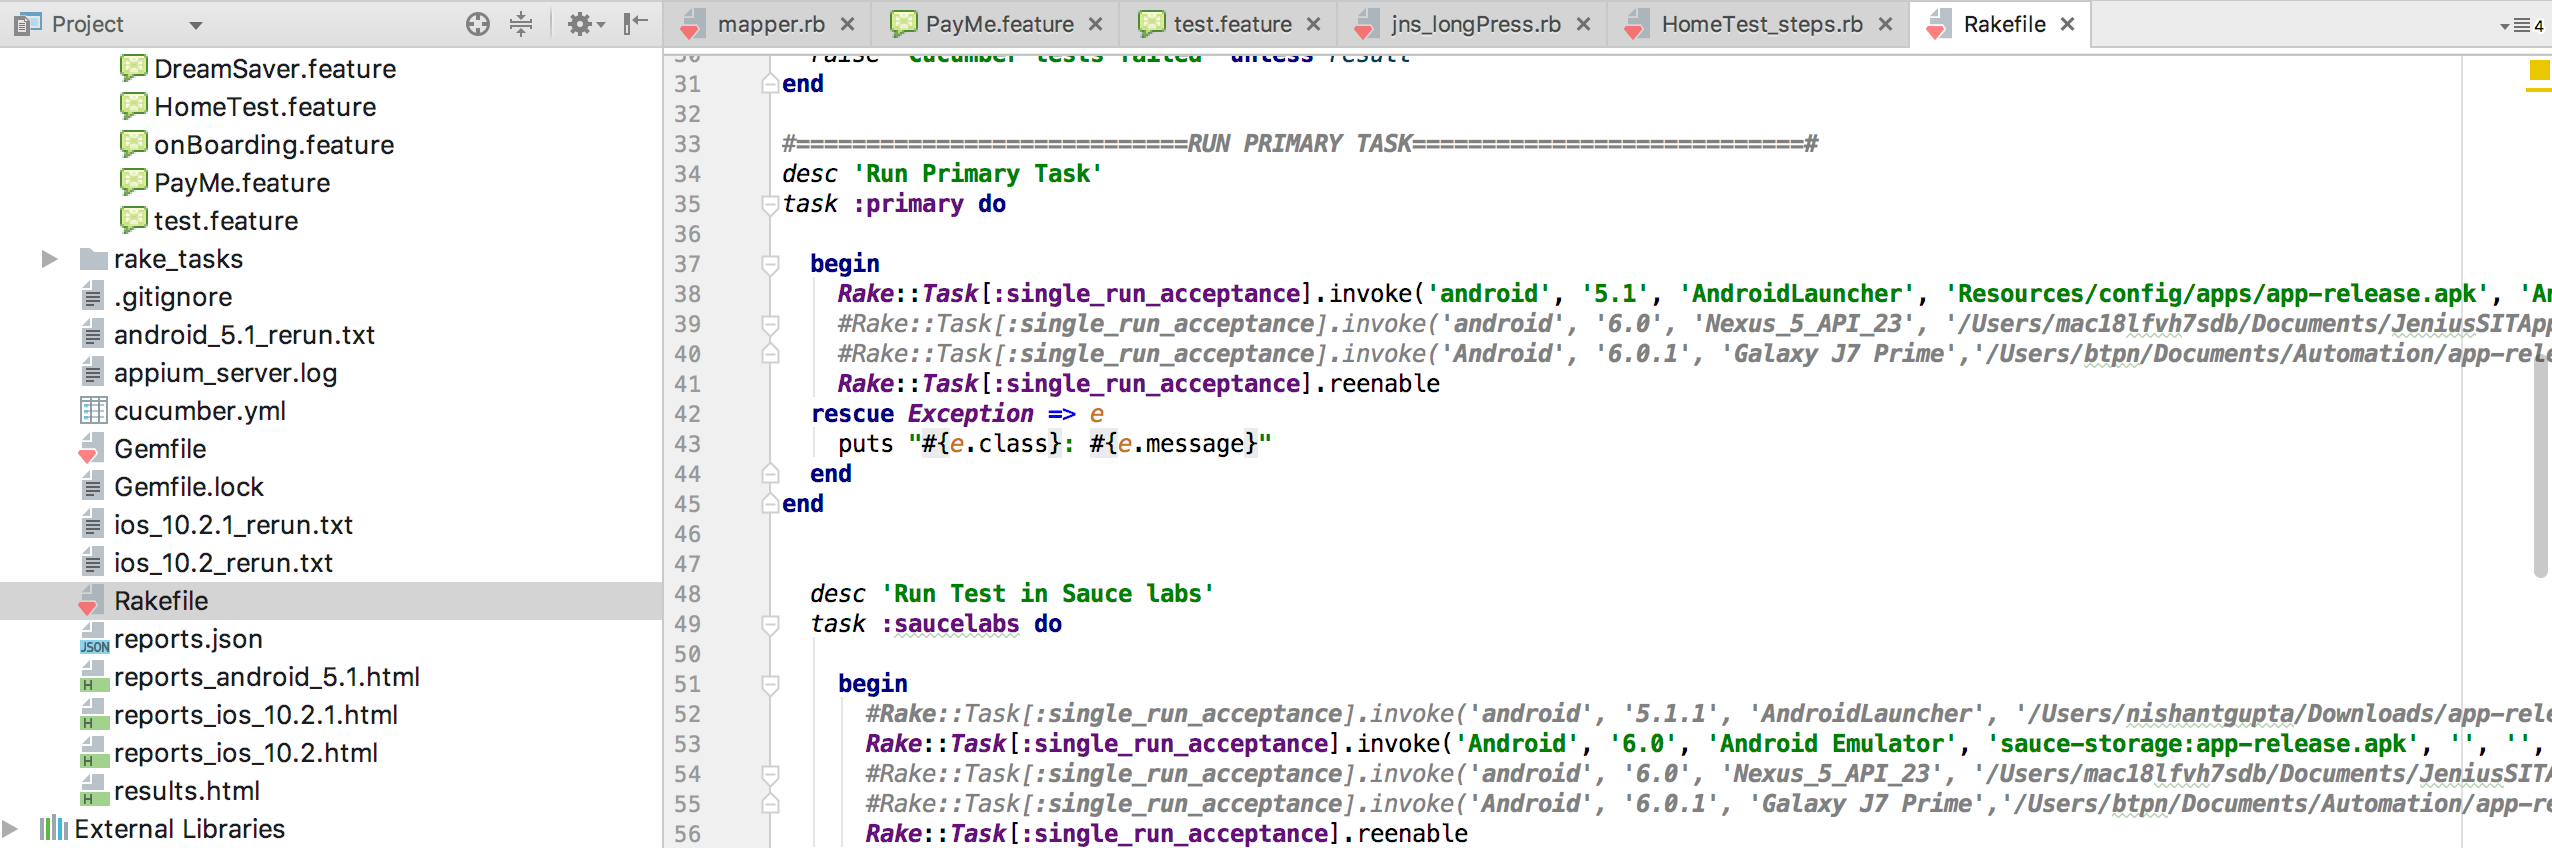 Project
DreamSaver.feature
HomeTest.feature
onBoarding.feature
PayMe.feature
test.feature
rake_tasks
.gitignore
android_5.1_rerun.txt
appium_server.log
cucumber.yml
Gemfile
Gemfile.lock
ios_10.2.1_rerun.txt
ios_10.2_rerun.txt
Rakefile
JSON reports.json
H reports_android_5.1.html
H reports_ios_10.2.1.html
H reports_ios_10.2.html
H results.html
External Libraries
mapper.rb PayMe.feature test.feature jns_longPress.rb HomeTest_steps.rb Rakefile 4
30 raise 'Cucumber tests failed' unless result
31 end
32
33 #============================RUN PRIMARY TASK============================#
34 desc 'Run Primary Task'
35 task :primary do
36
37 begin
38 Rake::Task[:single_run_acceptance].invoke('android', '5.1', 'AndroidLauncher', 'Resources/config/apps/app-release.apk', 'An
39 #Rake::Task[:single_run_acceptance].invoke('android', '6.0', 'Nexus_5_API_23', '/Users/mac18lfvh7sdb/Documents/JeniusSITApp
40 #Rake::Task[:single_run_acceptance].invoke('Android', '6.0.1', 'Galaxy J7 Prime','/Users/btpn/Documents/Automation/app-rele
41 Rake::Task[:single_run_acceptance].reenable
42 rescue Exception => e
43 puts "#{e.class}: #{e.message}"
44 end
45 end
46
47
48 desc 'Run Test in Sauce labs'
49 task :saucelabs do
50
51 begin
52 #Rake::Task[:single_run_acceptance].invoke('android', '5.1.1', 'AndroidLauncher', '/Users/nishantgupta/Downloads/app-rele
53 Rake::Task[:single_run_acceptance].invoke('Android', '6.0', 'Android Emulator', 'sauce-storage:app-release.apk', '', '',
54 #Rake::Task[:single_run_acceptance].invoke('android', '6.0', 'Nexus_5_API_23', '/Users/mac18lfvh7sdb/Documents/JeniusSITA
55 #Rake::Task[:single_run_acceptance].invoke('Android', '6.0.1', 'Galaxy J7 Prime','/Users/btpn/Documents/Automation/app-re
56 Rake::Task[:single_run_acceptance].reenable